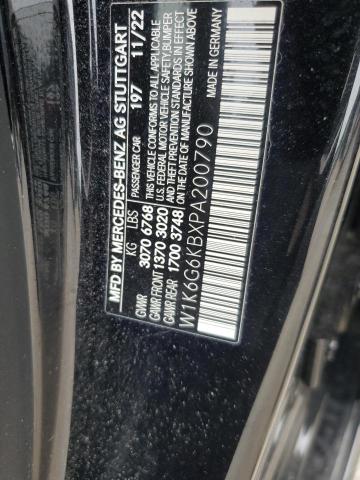 MFD BY MERCEDES-BENZ AG STUTTGART
KG LBS PASSENGER CAR 197 11/22
GVWR 3070 6768 THIS VEHICLE CONFORMS TO ALL APPLICABLE
GAWR FRONT 1370 3020 U.S. FEDERAL MOTOR VEHICLE SAFETY BUMPER
GAWR REAR 1700 3748 AND THEFT PREVENTION STANDARDS IN EFFECT
ON THE DATE OF MANUFACTURE SHOWN ABOVE.
W1K6G6KBXPA200790 MADE IN GERMANY